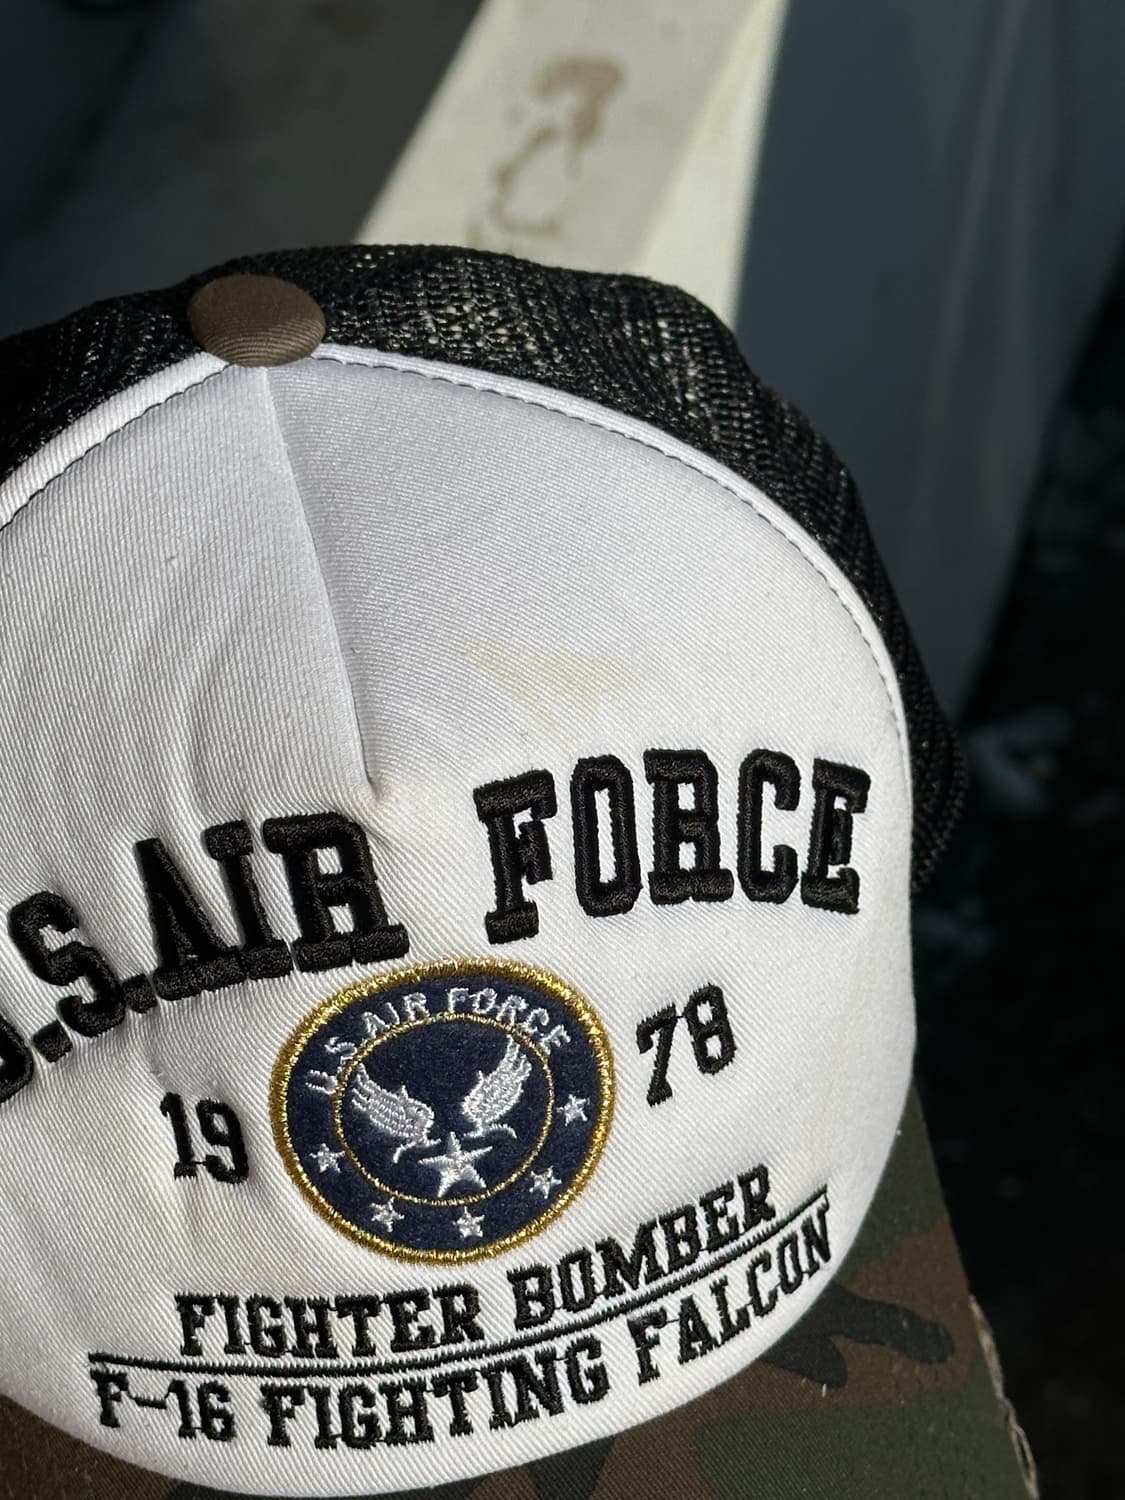 U.S.AIR FORCE
U.S AIR FORCE
19 78
FIGHTER BOMBER
F-16 FIGHTING FALCON